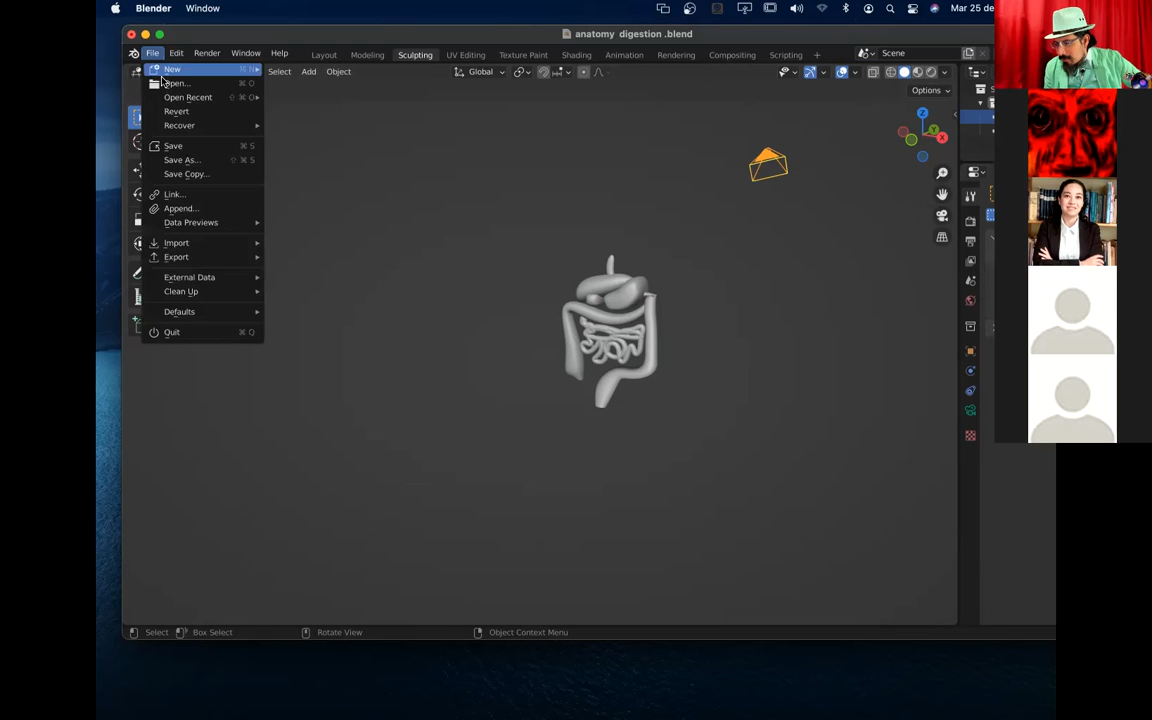 Blender Window Mar 25 de
anatomy digestion .blend
File Edit Render Window Help Layout Modeling Sculpting UV Editing Texture Paint Shading Animation Rendering Compositing Scripting Scene
Select Add Object Global
Options
New ⌘ N
Open... ⌘ O
Open Recent ⇧ ⌘ O
Revert
Recover
Save ⌘ S
Save As... ⇧ ⌘ S
Save Copy...
Link...
Append...
Data Previews
Import
Export
External Data
Clean Up
Defaults
Quit ⌘ Q
Z
Y
X
Select Box Select Rotate View Object Context Menu